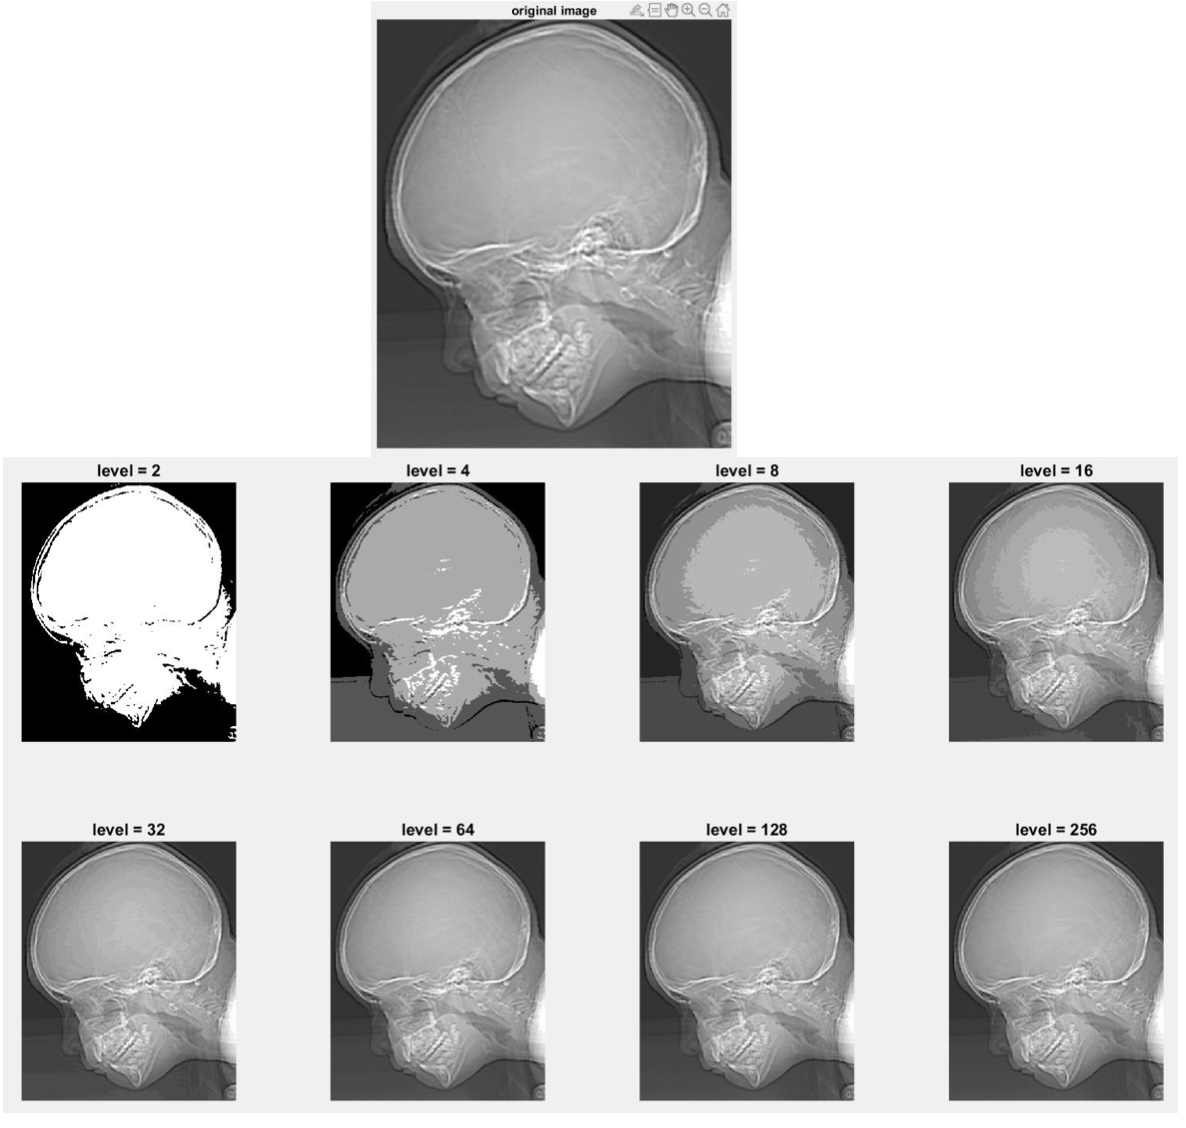 original image
level = 2
level = 4
level = 8
level = 16
level = 32
level = 64
level = 128
level = 256